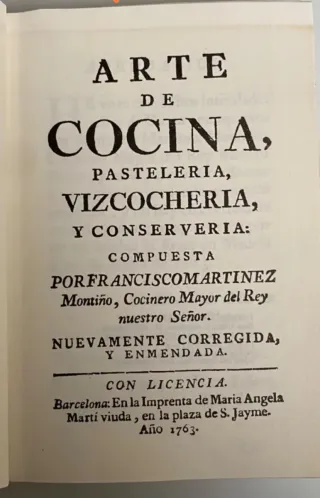 ARTE
DE
COCINA,
PASTELERIA,
VIZCOCHERIA,
Y CONSERVERIA:
COMPUESTA
POR FRANCISCO MARTINEZ
Montiño, Cocinero Mayor del Rey
nuestro Señor.
NUEVAMENTE CORREGIDA,
Y ENMENDADA.
CON LICENCIA.
Barcelona: En la Imprenta de Maria Angela
Martí viuda, en la plaza de S. Jayme.
Año 1763.